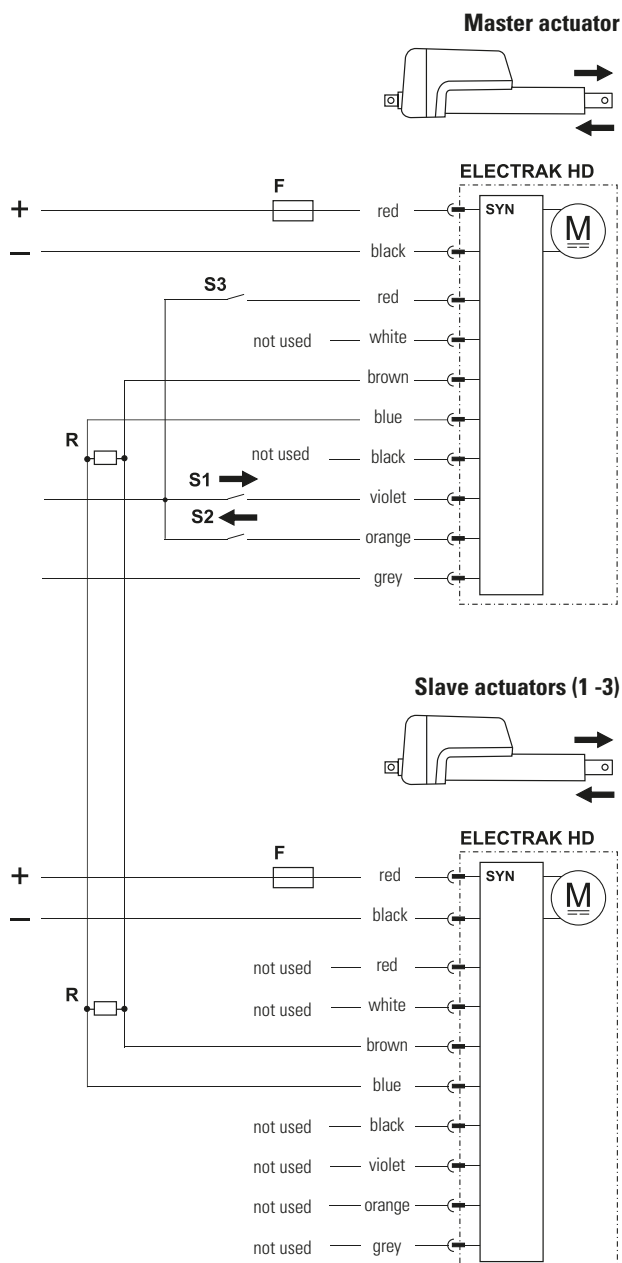 Master actuator
ELECTRAK HD
F
+ red SYN M
– black
S3 red
not used white
brown
blue
R not used black
S1 violet
S2 orange
grey
Slave actuators (1 -3)
ELECTRAK HD
F
+ red SYN M
– black
not used red
R not used white
brown
blue
not used black
not used violet
not used orange
not used grey